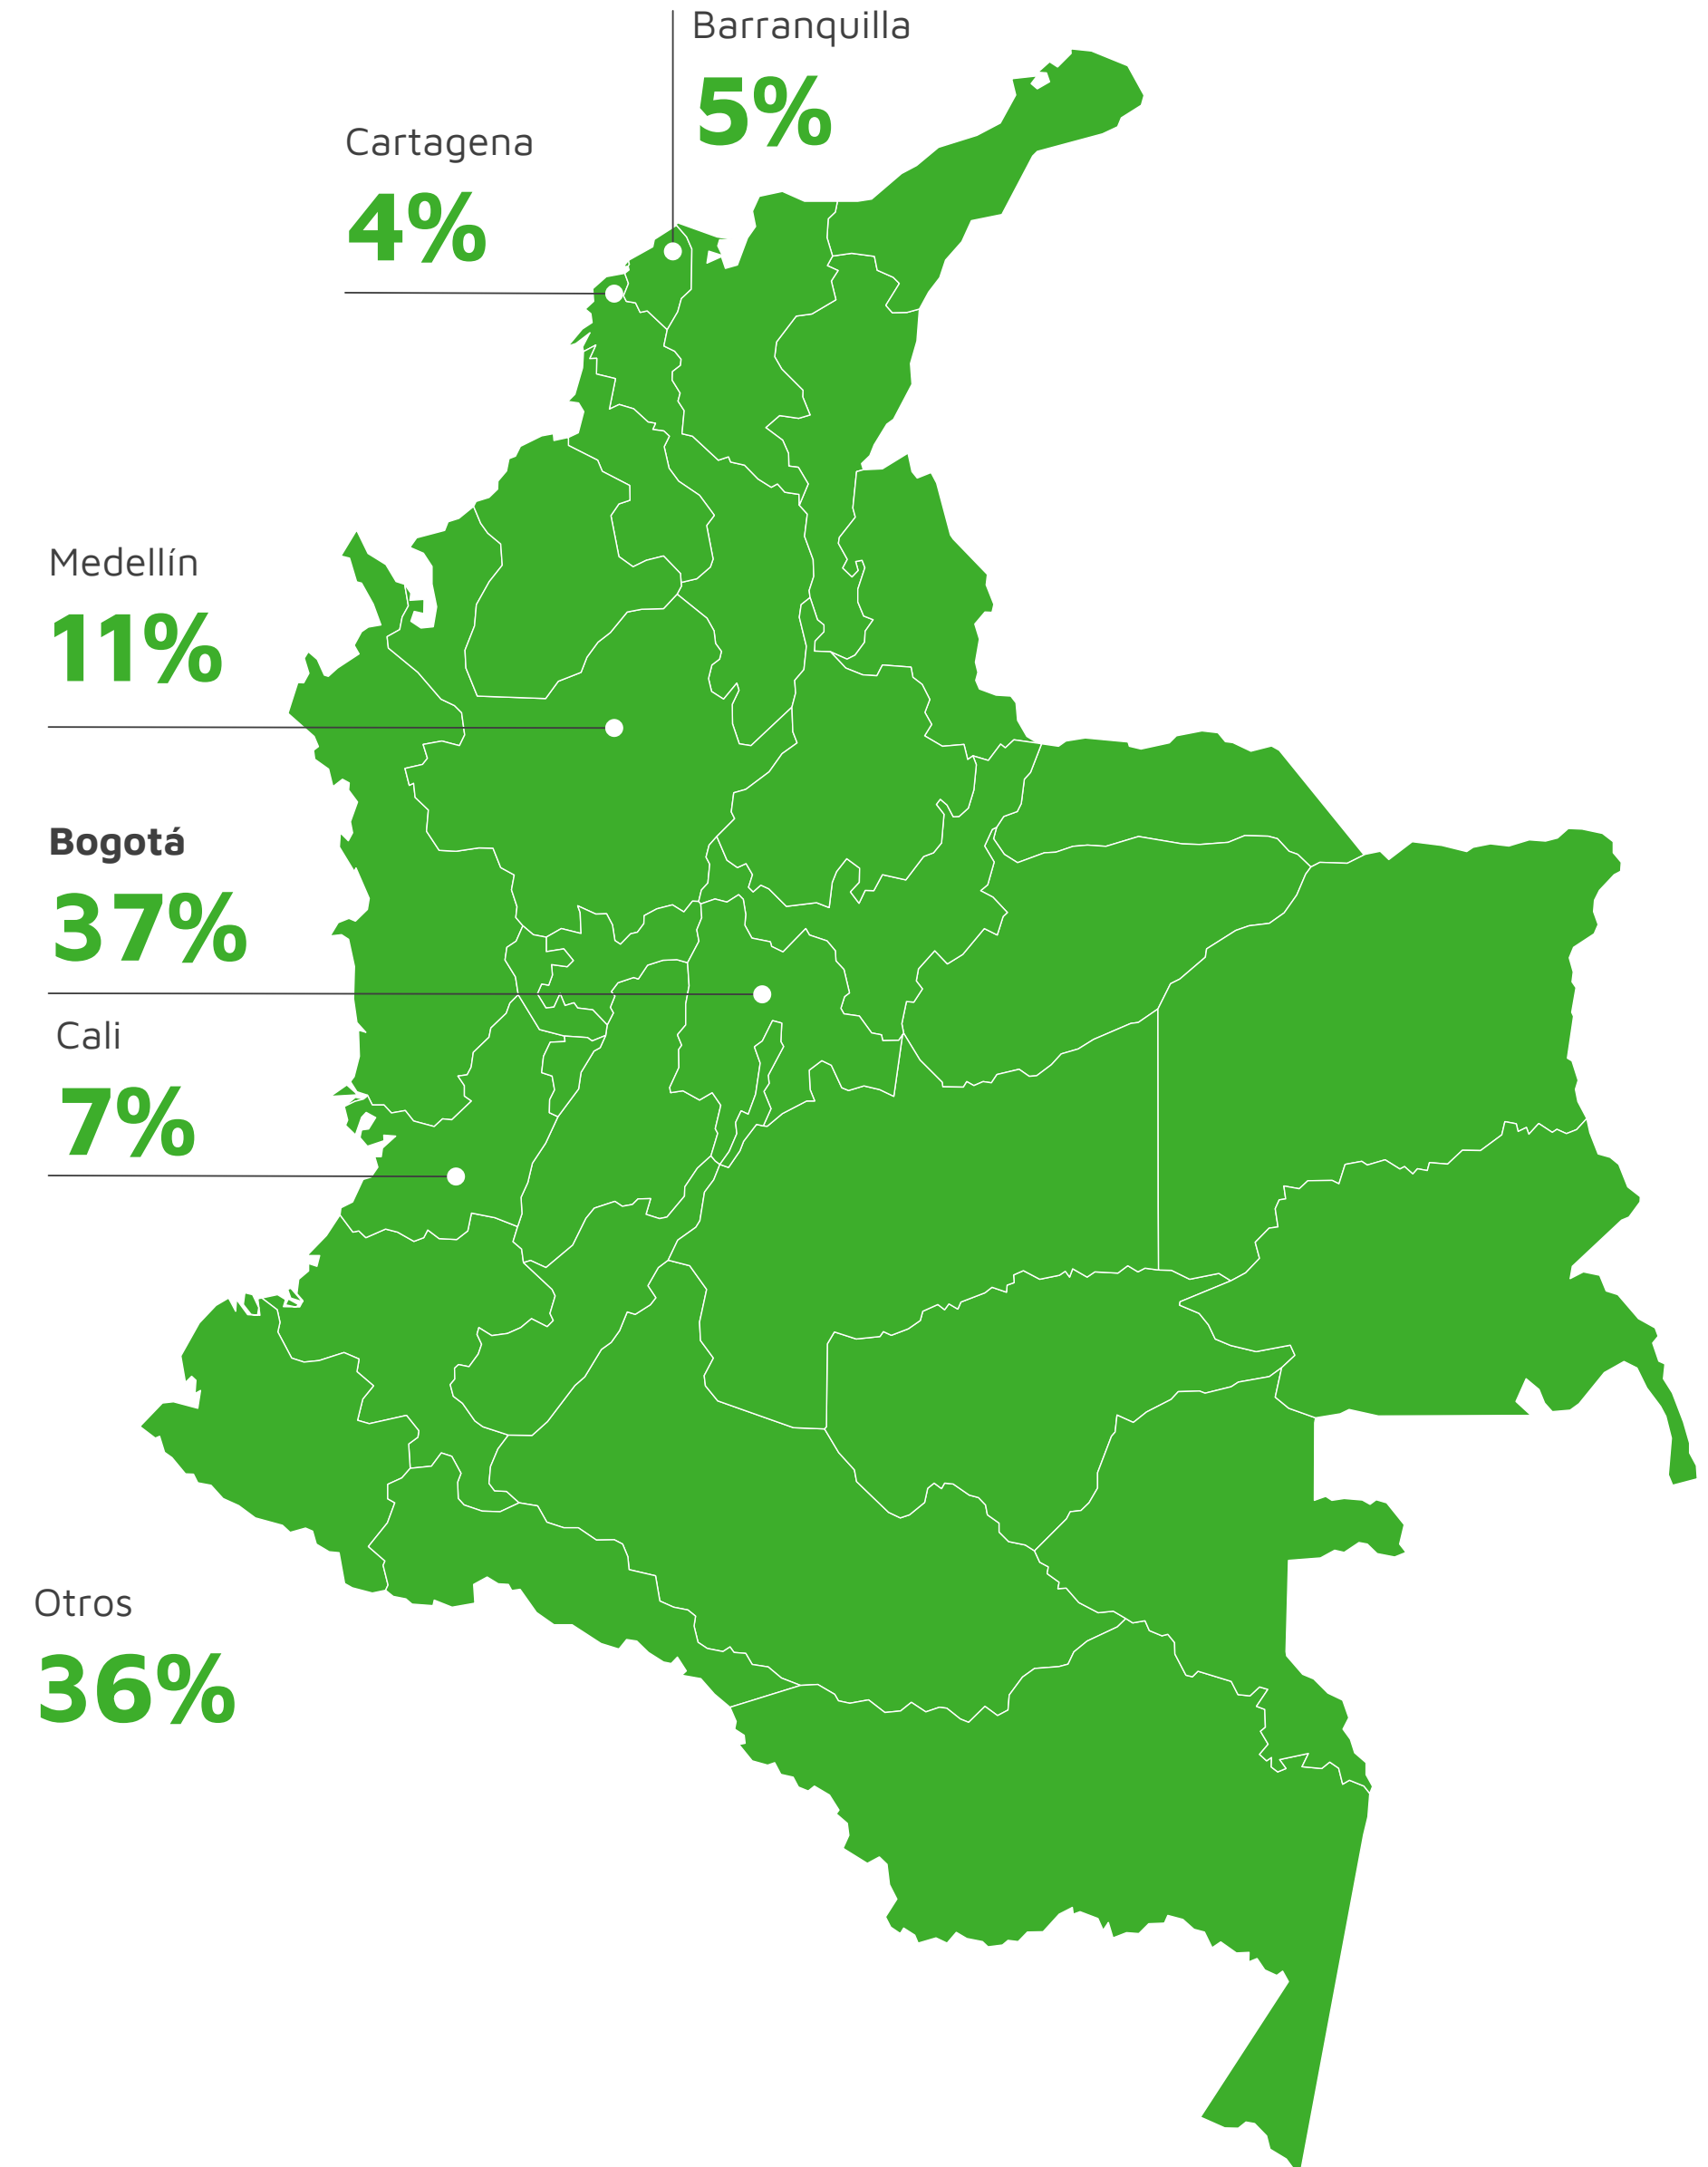 Barranquilla
5%
Cartagena
4%
Medellín
11%
Bogotá
37%
Cali
7%
Otros
36%